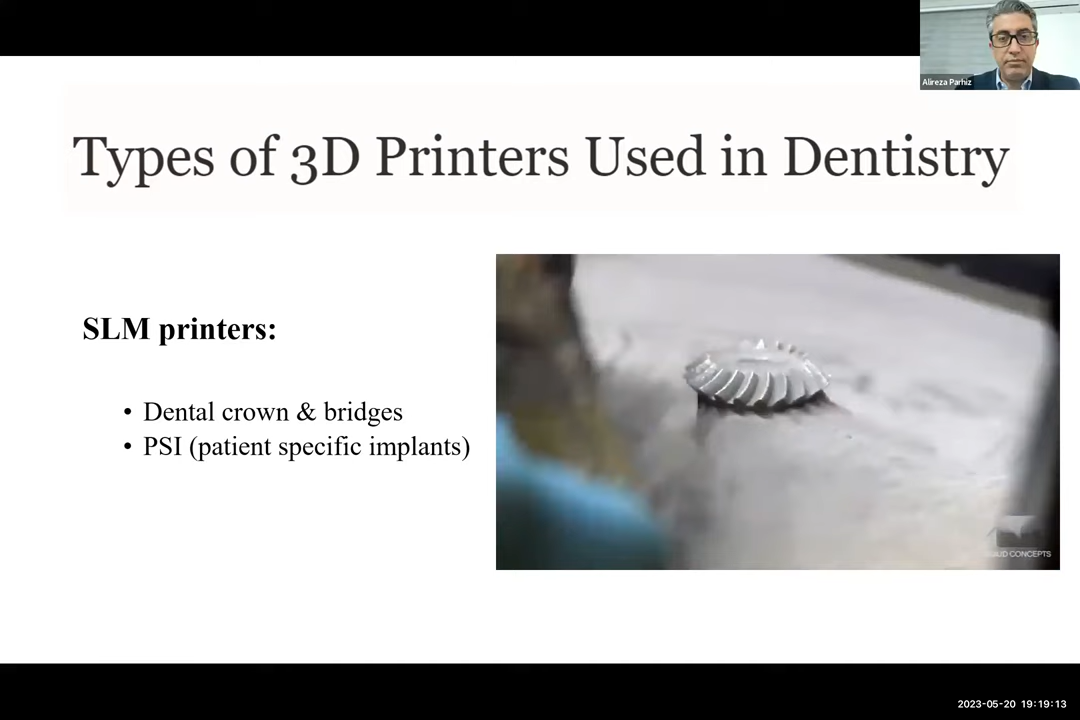 Alireza Parhiz
Types of 3D Printers Used in Dentistry
SLM printers:
• Dental crown & bridges
• PSI (patient specific implants)
CONCEPTS
2023-05-20 19:19:13